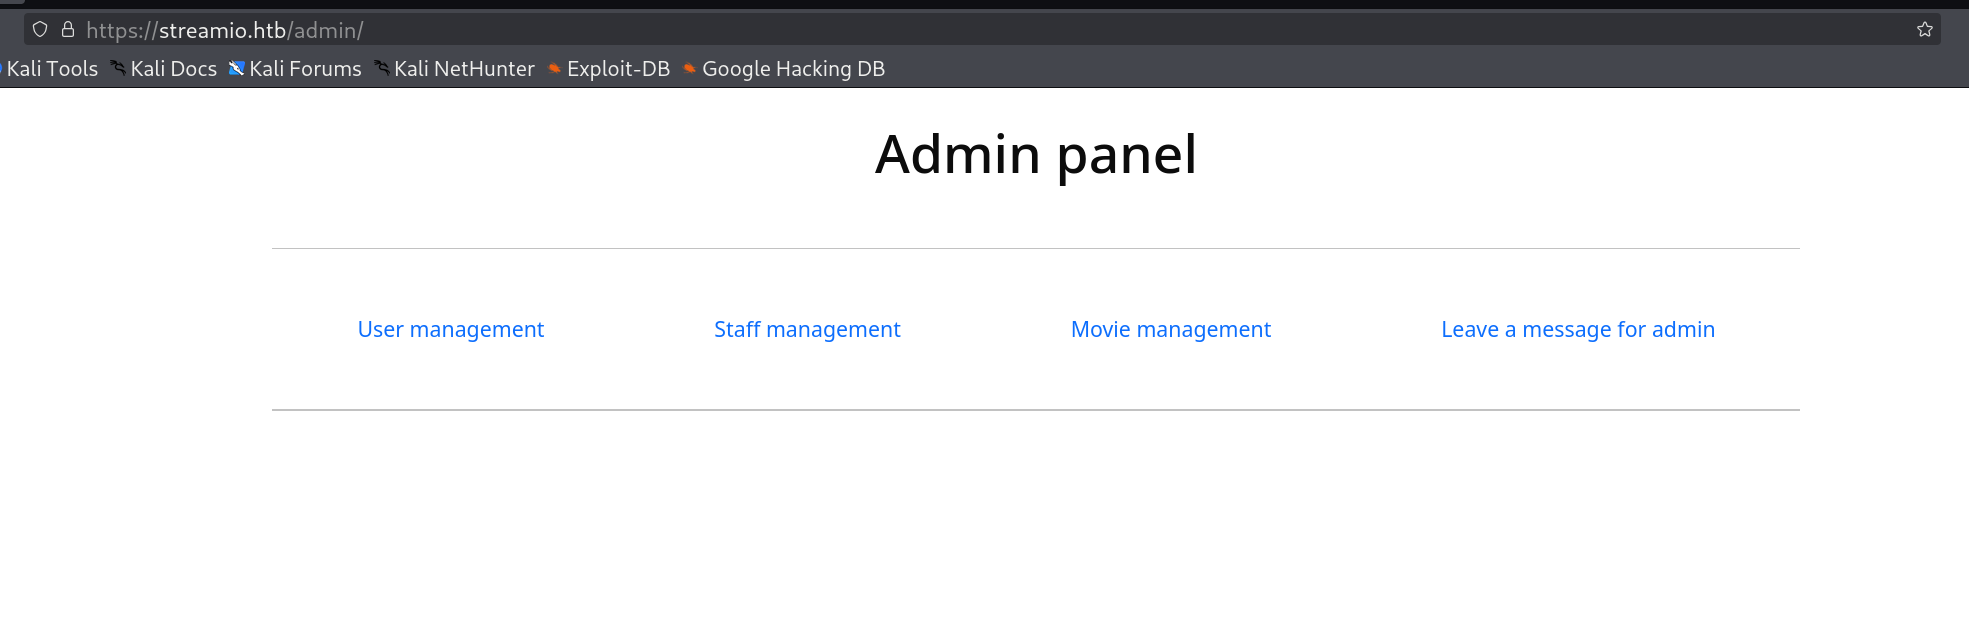 https://streamio.htb/admin/
Kali Tools Kali Docs Kali Forums Kali NetHunter Exploit-DB Google Hacking DB
Admin panel
User management Staff management Movie management Leave a message for admin